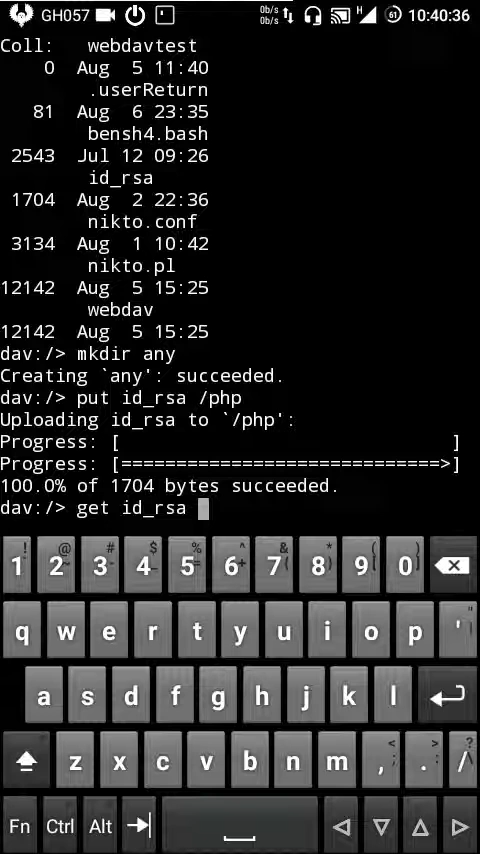 GH057 0b/s 0b/s H 61 10:40:36
Coll:   webdavtest
    0  Aug  5 11:40
        .userReturn
   81  Aug  6 23:35
        bensh4.bash
 2543  Jul 12 09:26
        id_rsa
 1704  Aug  2 22:36
        nikto.conf
 3134  Aug  1 10:42
        nikto.pl
12142  Aug  5 15:25
        webdav
12142  Aug  5 15:25
dav:/> mkdir any
Creating `any': succeeded.
dav:/> put id_rsa /php
Uploading id_rsa to `/php':
Progress: [                              ]
Progress: [=============================>]
100.0% of 1704 bytes succeeded.
dav:/> get id_rsa
1 ! 2 @ 3 # 4 $ 5 % 6 ^ + 7 & 8 * 9 ( 0 )
q w e r t y u i o p ' "
a s d f g h j k l
z x c v b n m , < . > / ?
Fn Ctrl Alt